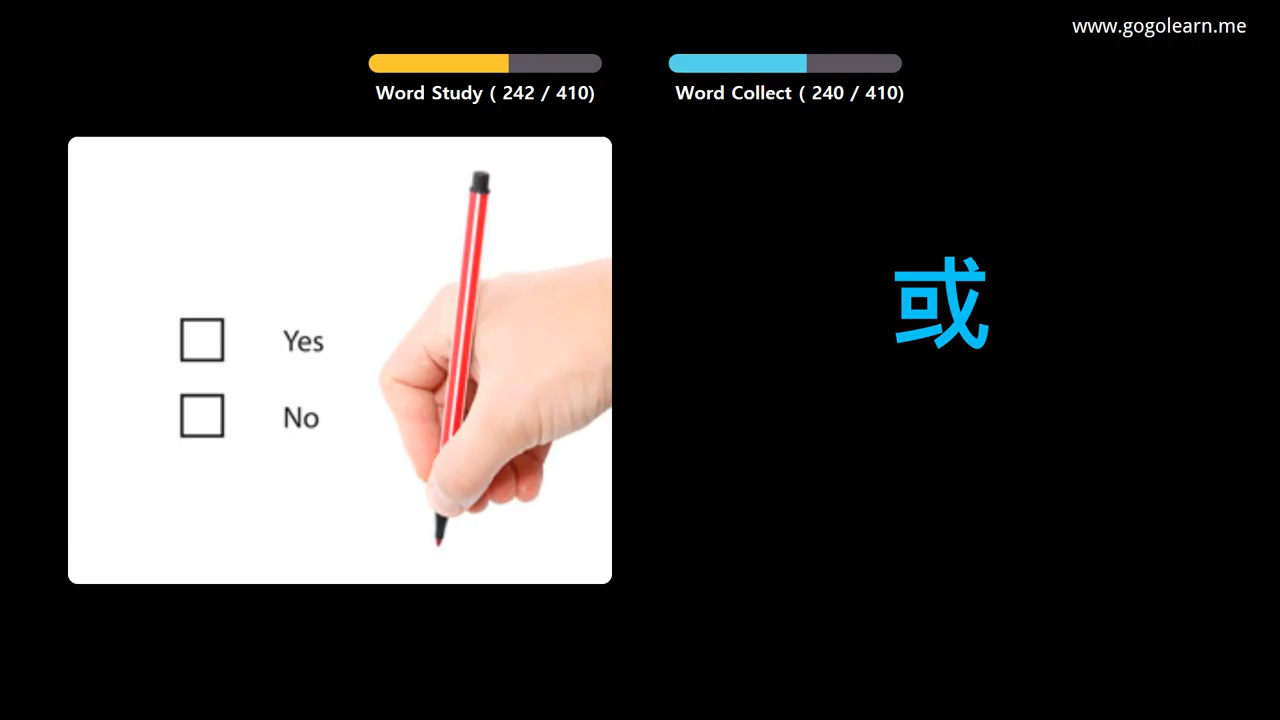 www.gogolearn.me
Word Study ( 242 / 410)
Word Collect ( 240 / 410)
Yes
No
或